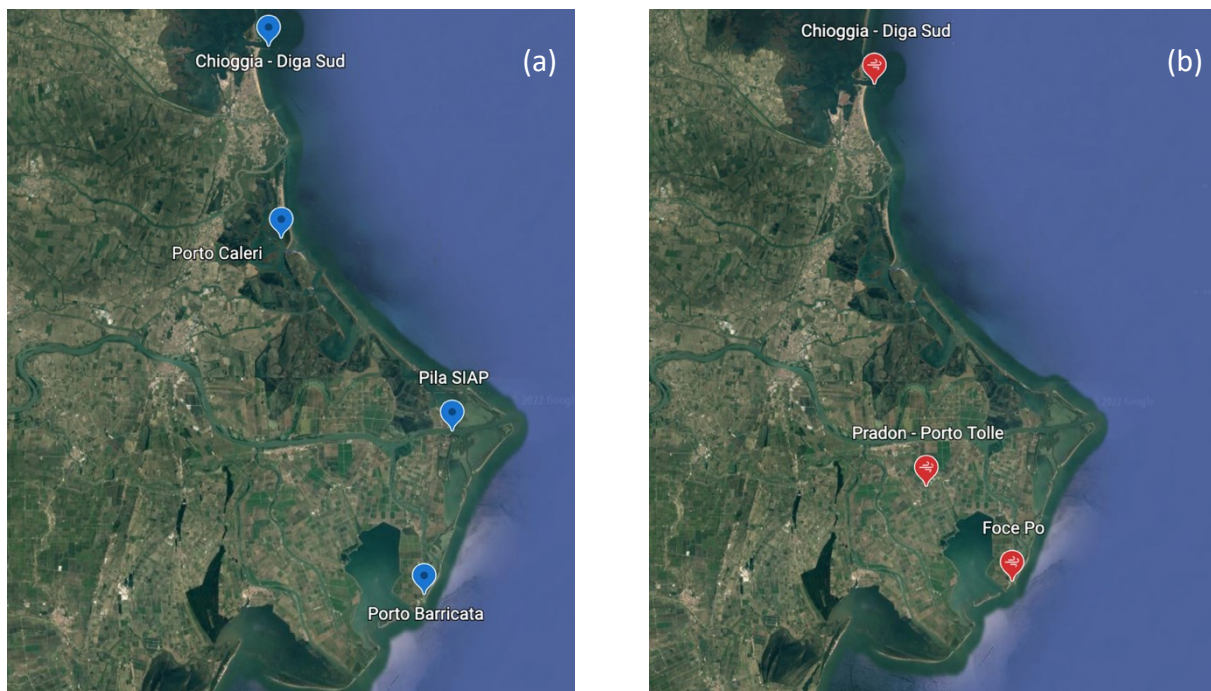 Chioggia - Diga Sud
(a)
Porto Caleri
Pila SIAP
Porto Barricata
Chioggia - Diga Sud
(b)
Pradon - Porto Tolle
Foce Po